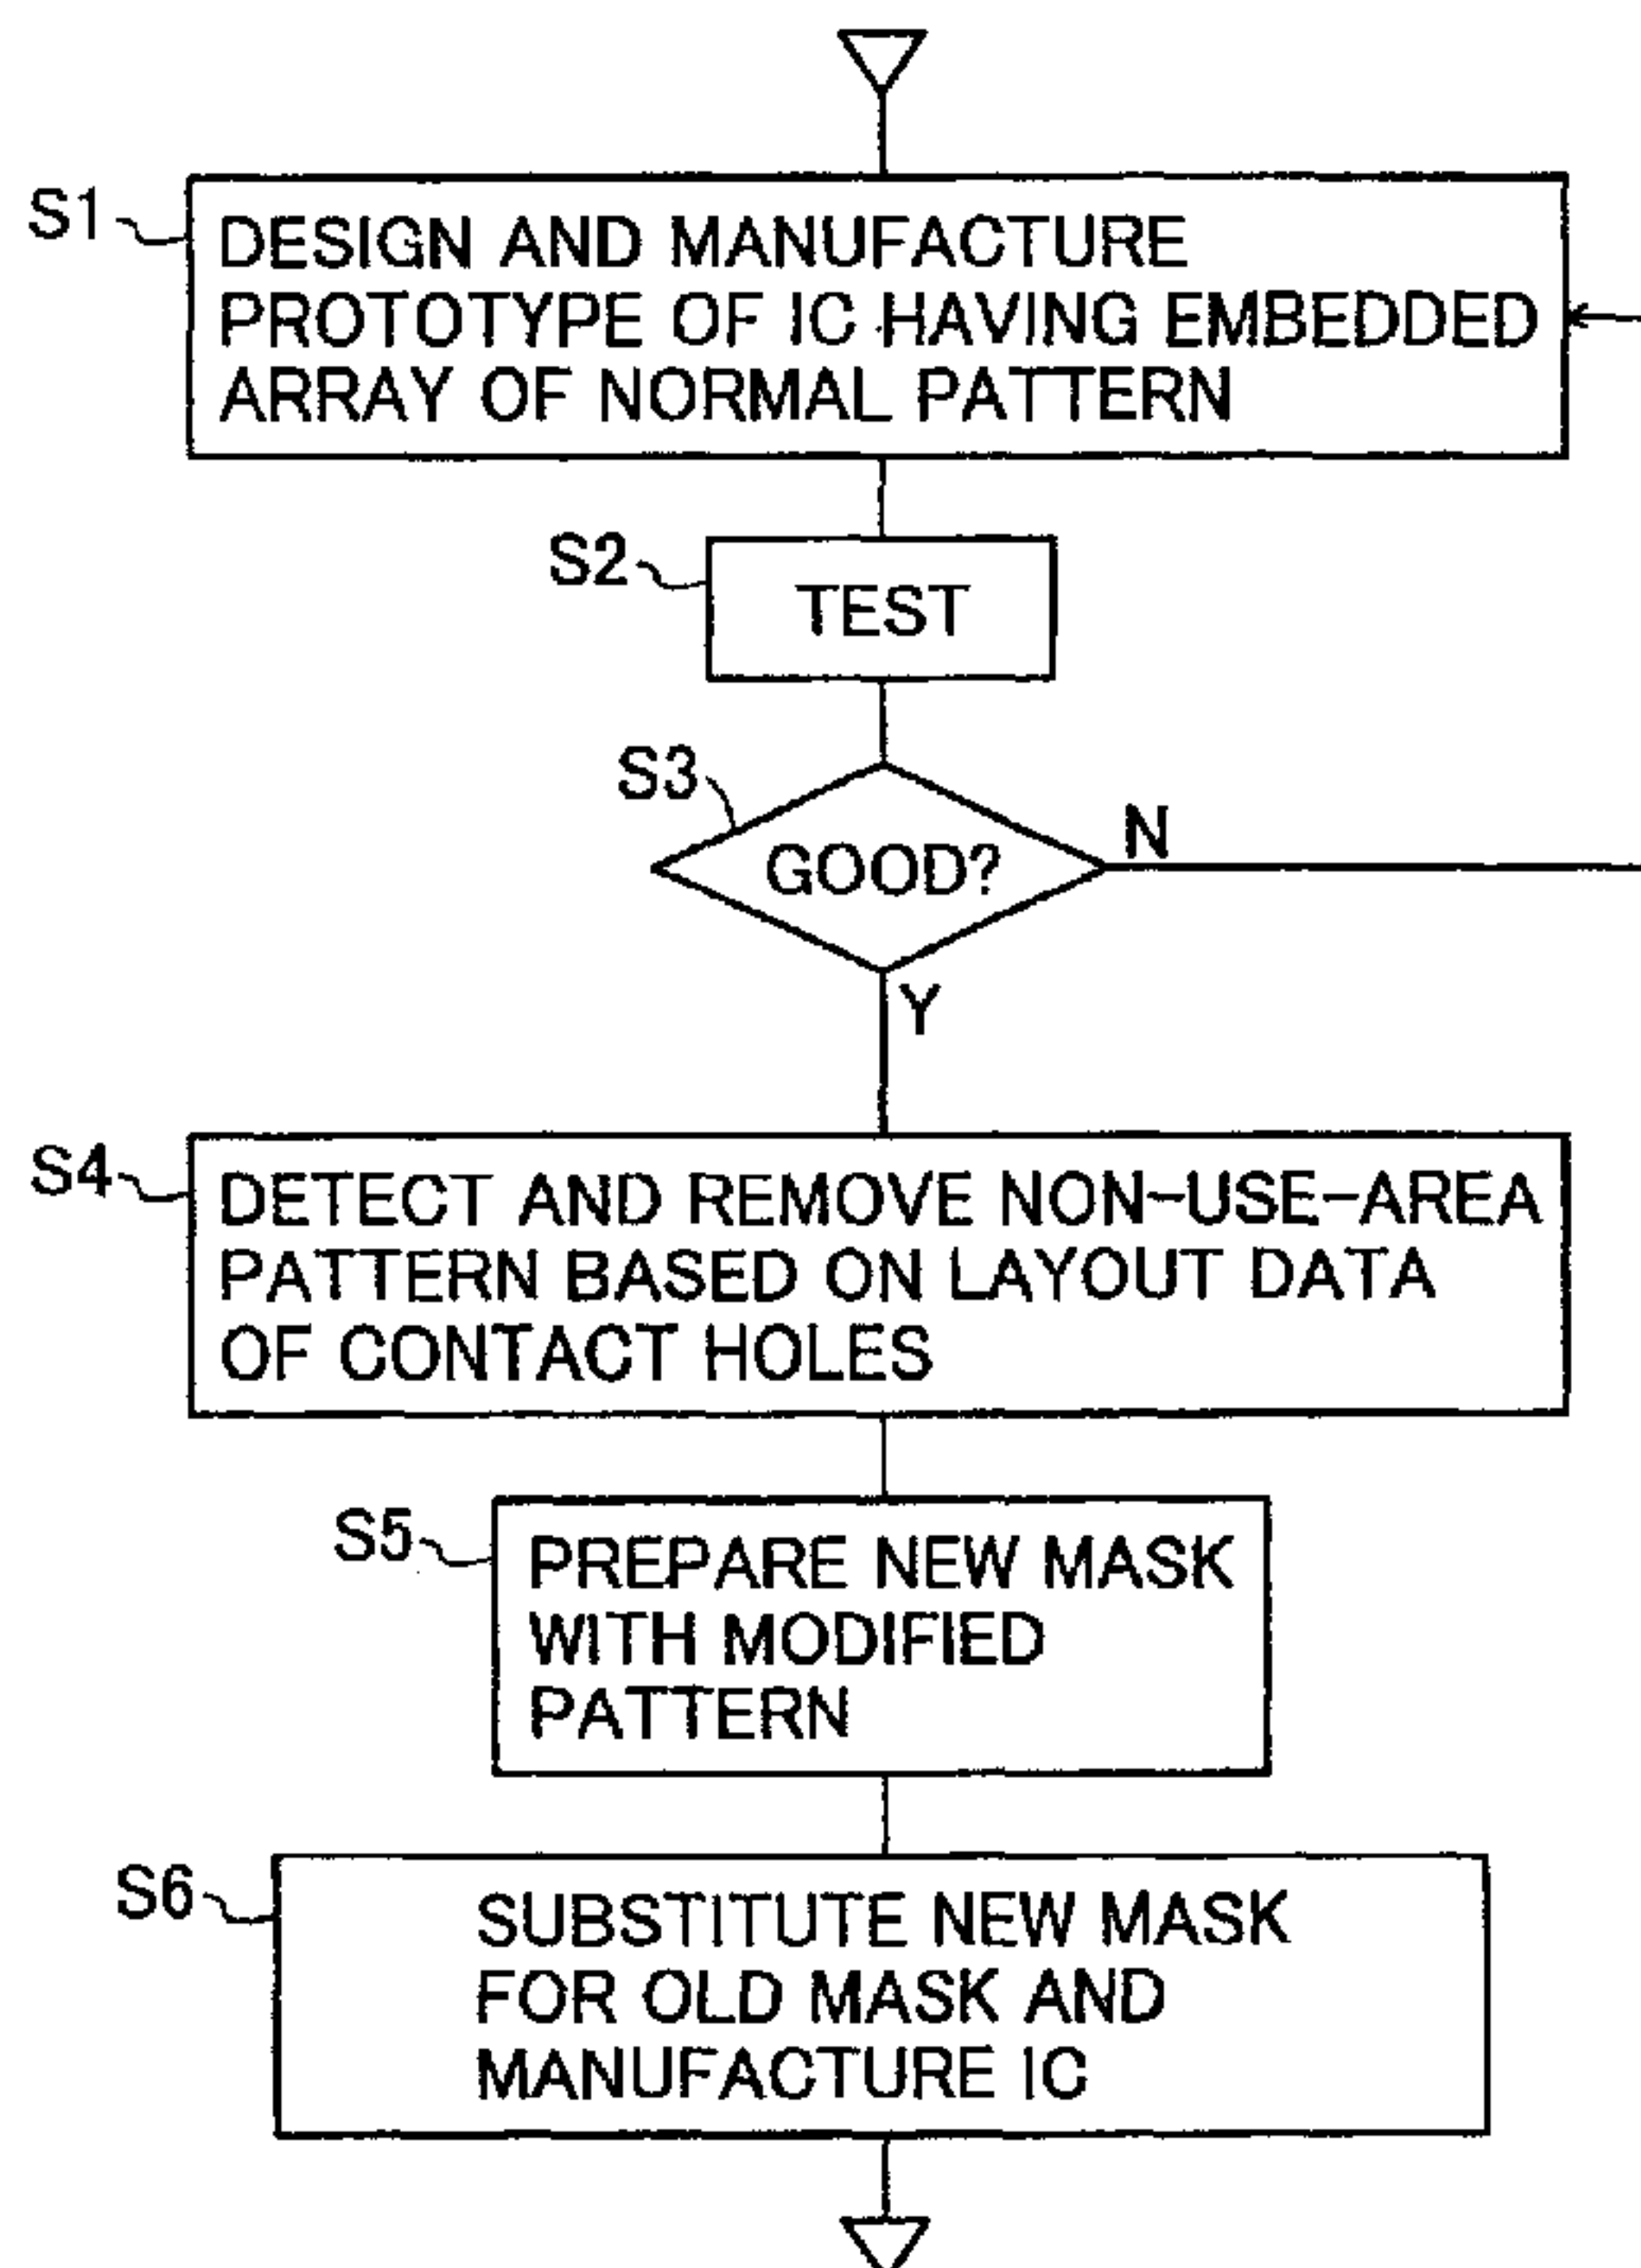 S1
DESIGN AND MANUFACTURE
PROTOTYPE OF IC HAVING EMBEDDED
ARRAY OF NORMAL PATTERN
S2
TEST
S3
GOOD?
N
Y
S4
DETECT AND REMOVE NON-USE-AREA
PATTERN BASED ON LAYOUT DATA
OF CONTACT HOLES
S5
PREPARE NEW MASK
WITH MODIFIED
PATTERN
S6
SUBSTITUTE NEW MASK
FOR OLD MASK AND
MANUFACTURE IC